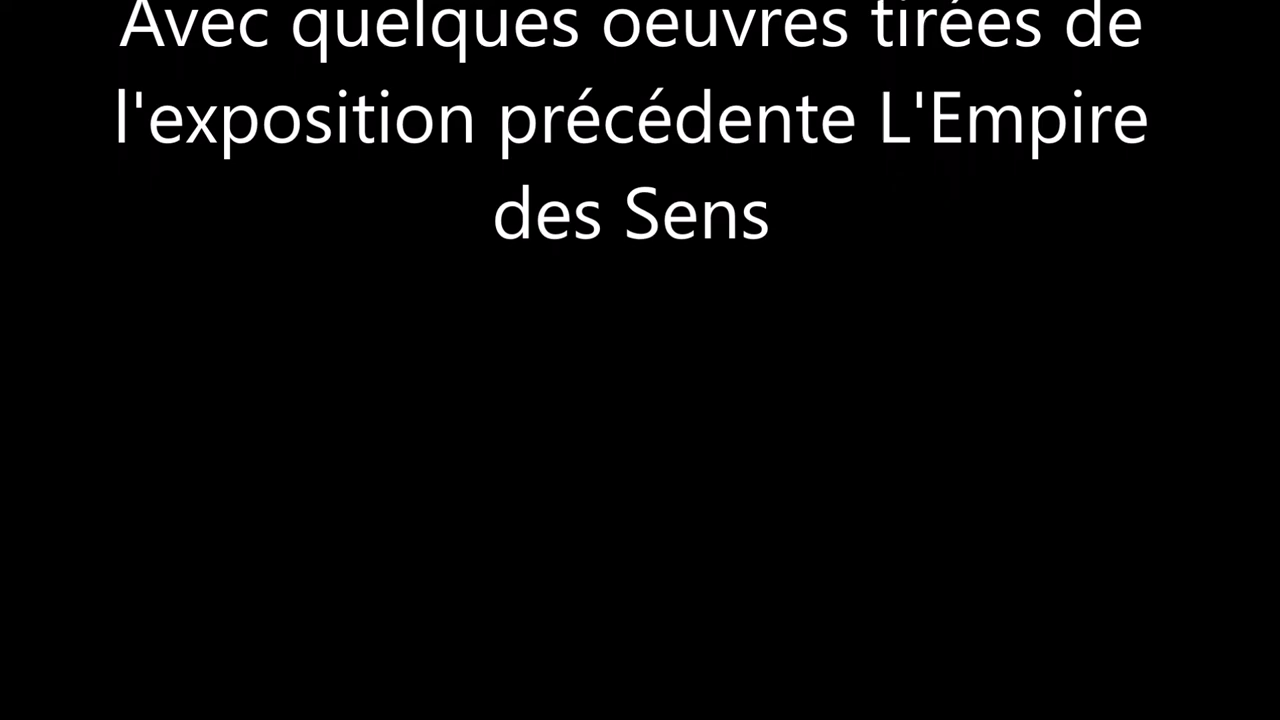 Avec quelques oeuvres tirées de
l'exposition précédente L'Empire
des Sens